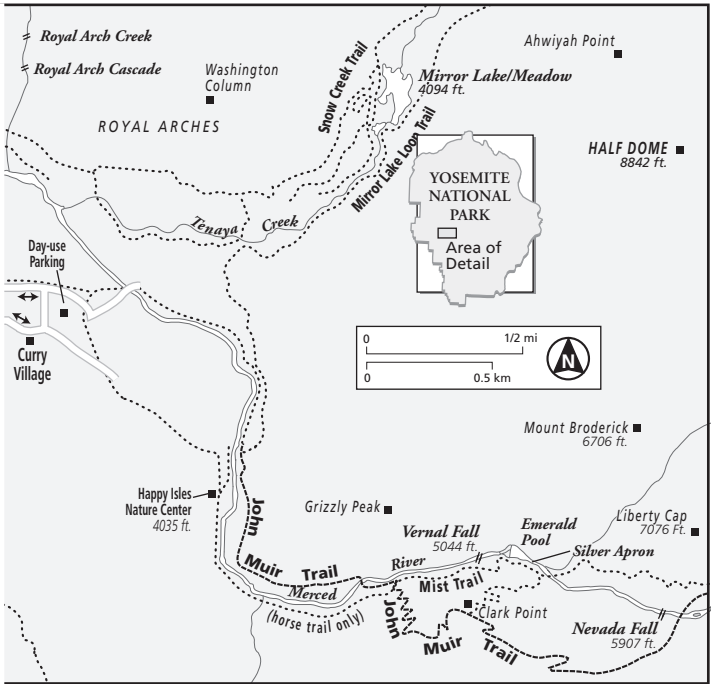 Royal Arch Creek
Royal Arch Cascade
Washington
Column
ROYAL ARCHES
Snow Creek Trail
Ahwiyah Point
Mirror Lake/Meadow
4094 ft.
Mirror Lake Loop Trail
HALF DOME
8842 ft.
YOSEMITE
NATIONAL
PARK
Area of
Detail
Tenaya Creek
Day-use
Parking
Curry
Village
0 1/2 mi
0 0.5 km
N
Mount Broderick
6706 ft.
Happy Isles
Nature Center
4035 ft.
John
Muir Trail
Grizzly Peak
Vernal Fall
5044 ft.
Emerald
Pool
Silver Apron
Liberty Cap
7076 ft.
Merced River
Mist Trail
(horse trail only)
John
Muir Trail
Clark Point
Nevada Fall
5907 ft.